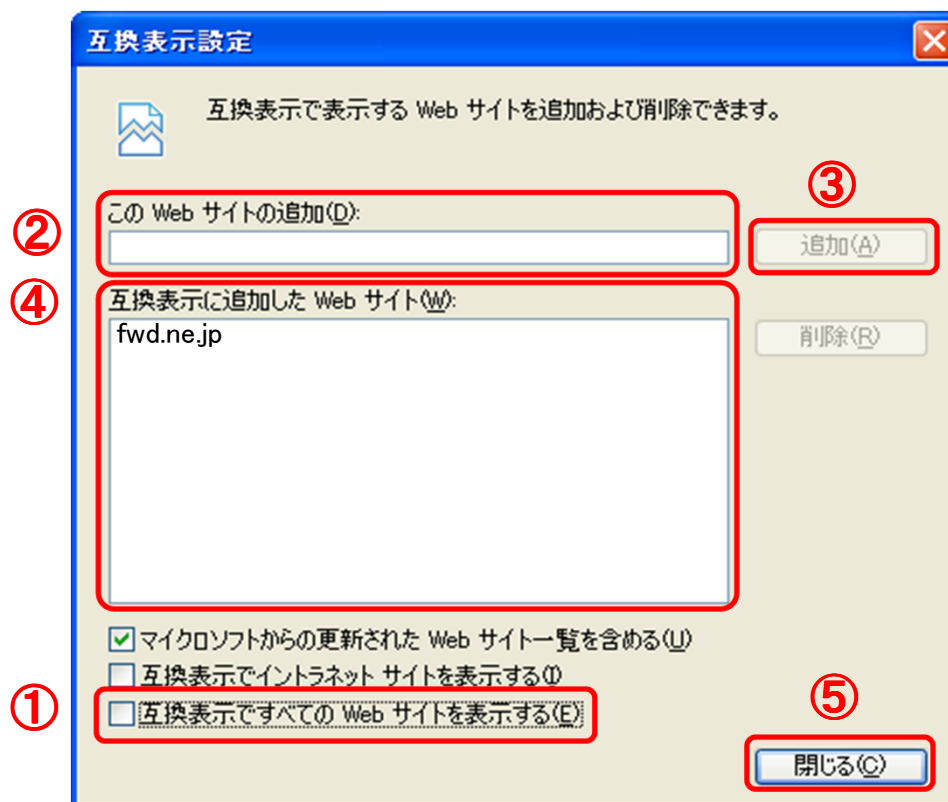 互換表示設定
互換表示で表示する Web サイトを追加および削除できます。
③
②
このWeb サイトの追加(D):
追加(A)
④
互換表示に追加した Web サイト(W):
fwd.ne.jp
削除(R)
マイクロソフトからの更新された Web サイト一覧を含める(U)
互換表示でイントラネット サイトを表示する(I)
①
互換表示ですべての Web サイトを表示する(E)
⑤
閉じる(C)